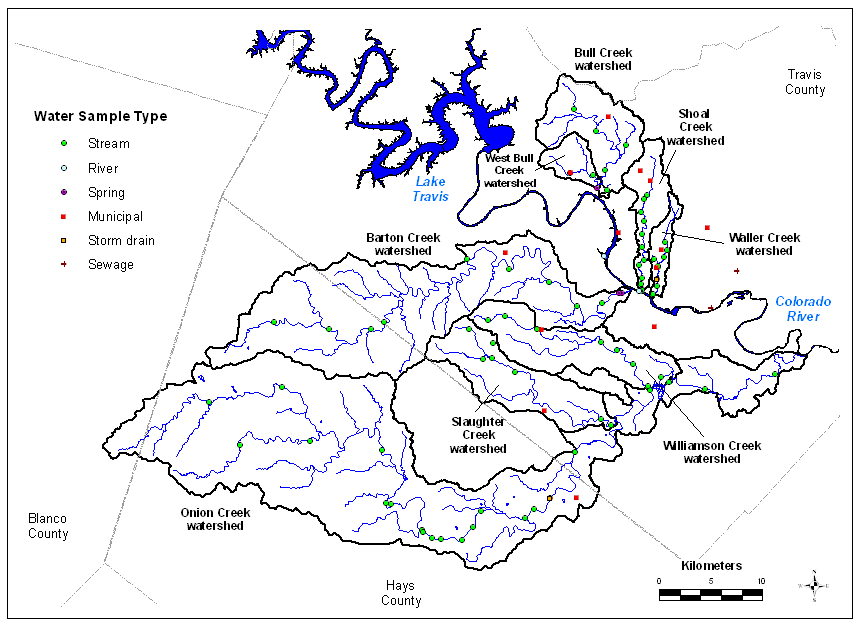 Bull Creek
watershed
Travis
County
Water Sample Type
Stream
River
Spring
Municipal
Storm drain
Sewage
Shoal
Creek
watershed
West Bull
Creek
watershed
Lake
Travis
Barton Creek
watershed
Waller Creek
watershed
Colorado
River
Slaughter
Creek
watershed
Williamson Creek
watershed
Onion Creek
watershed
Blanco
County
Hays
County
Kilometers
0 5 10